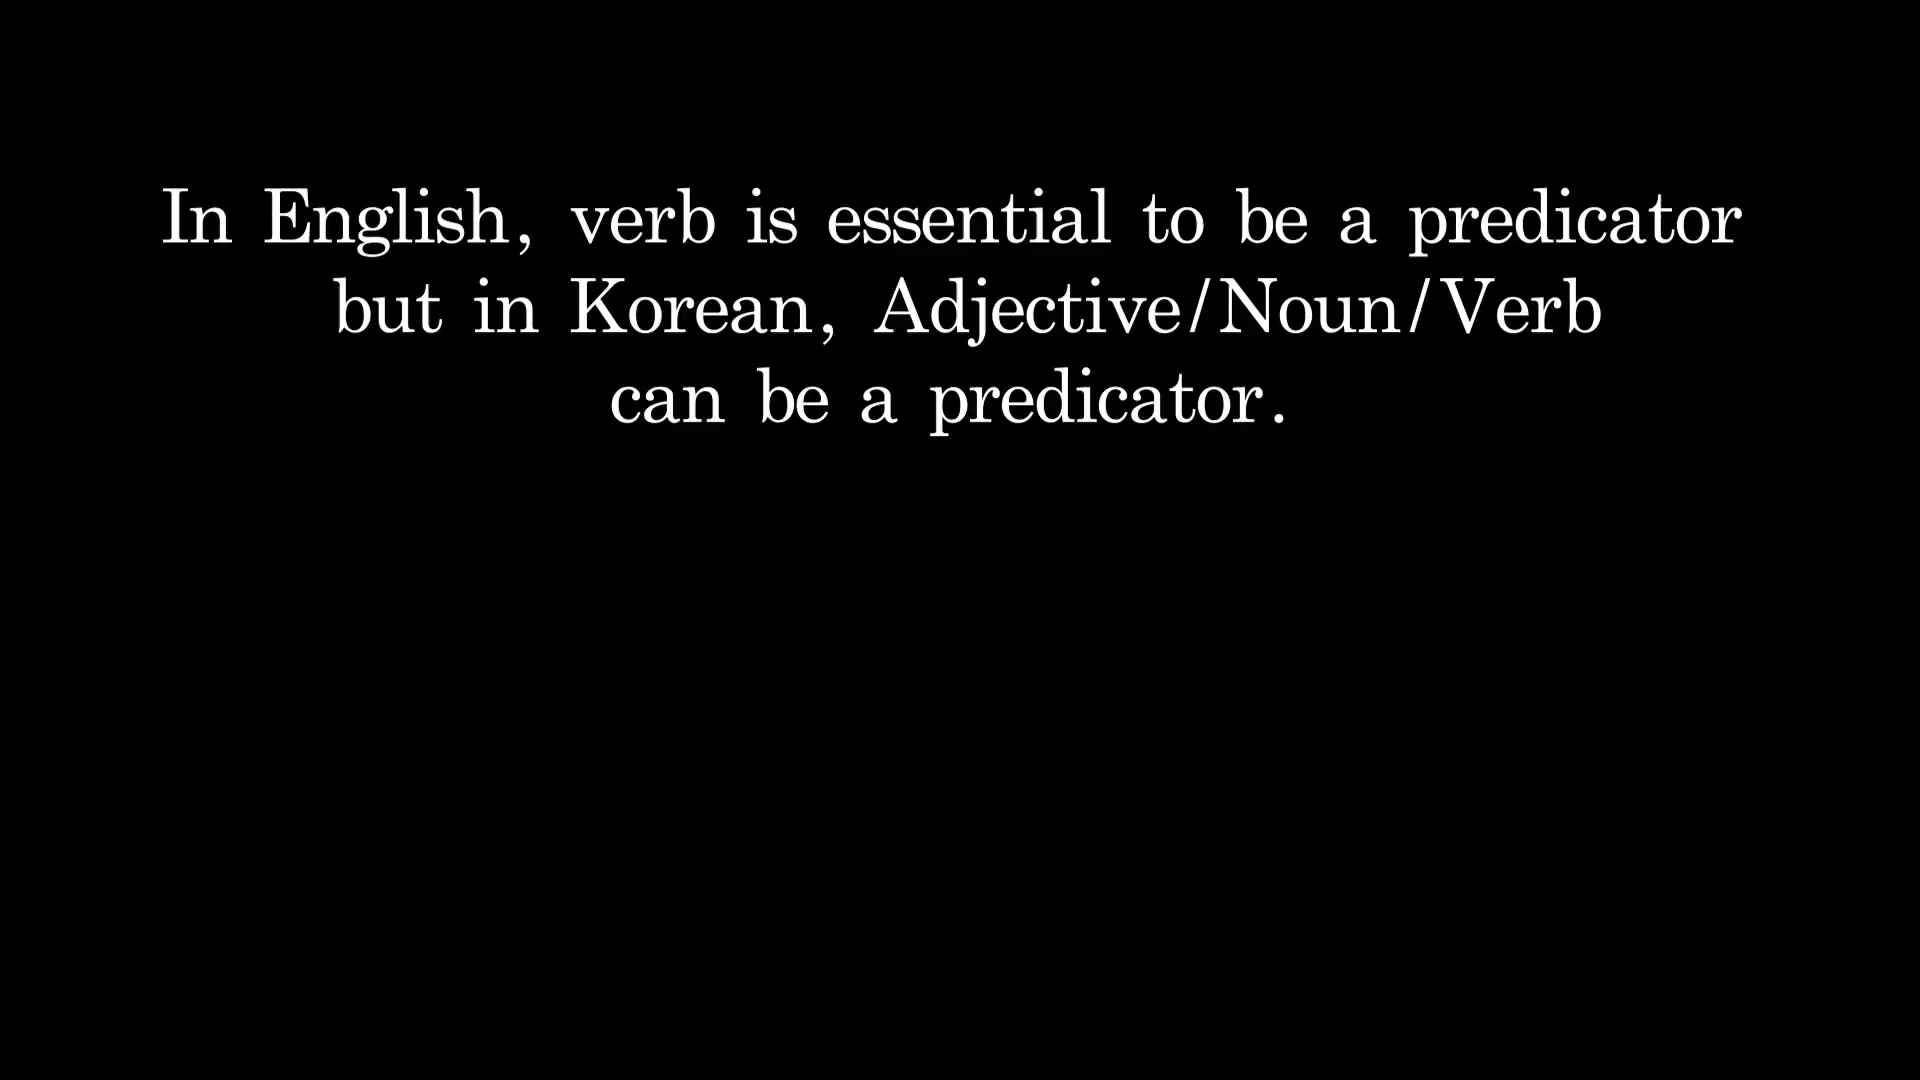 In English, verb is essential to be a predicator
but in Korean, Adjective/Noun/Verb
can be a predicator.